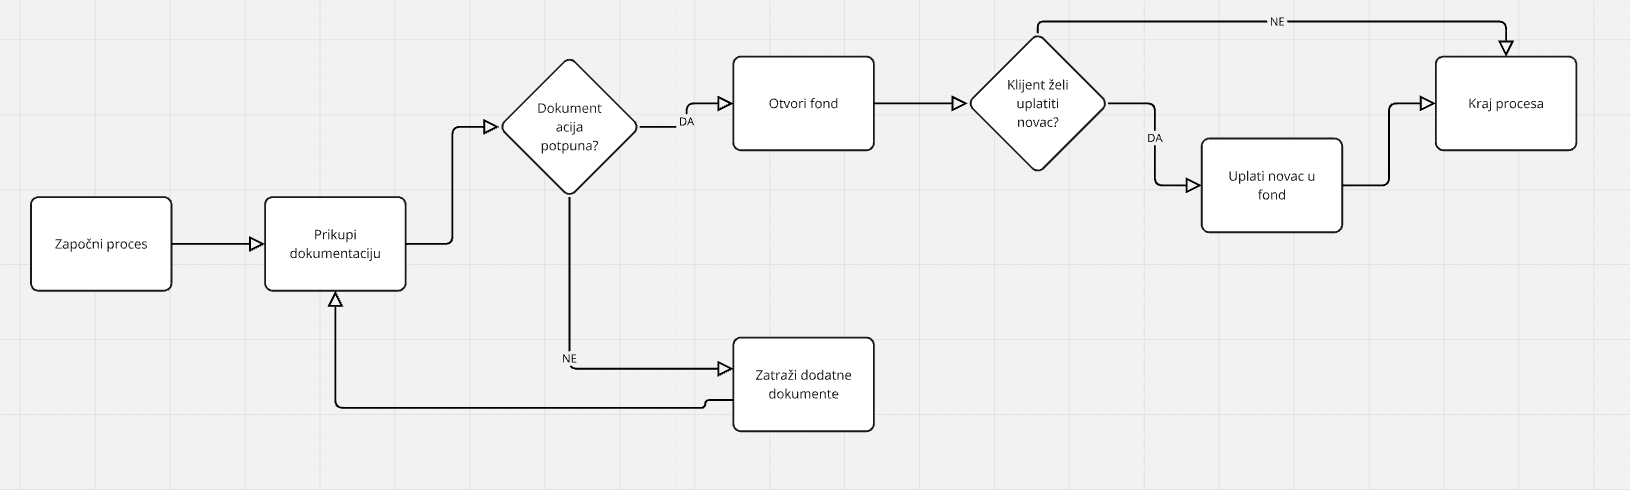 Započni proces
Prikupi
dokumentaciju
Dokument
acija
potpuna?
DA
NE
Otvori fond
Zatraži dodatne
dokumente
Klijent želi
uplatiti
novac?
NE
DA
Uplati novac u
fond
Kraj procesa